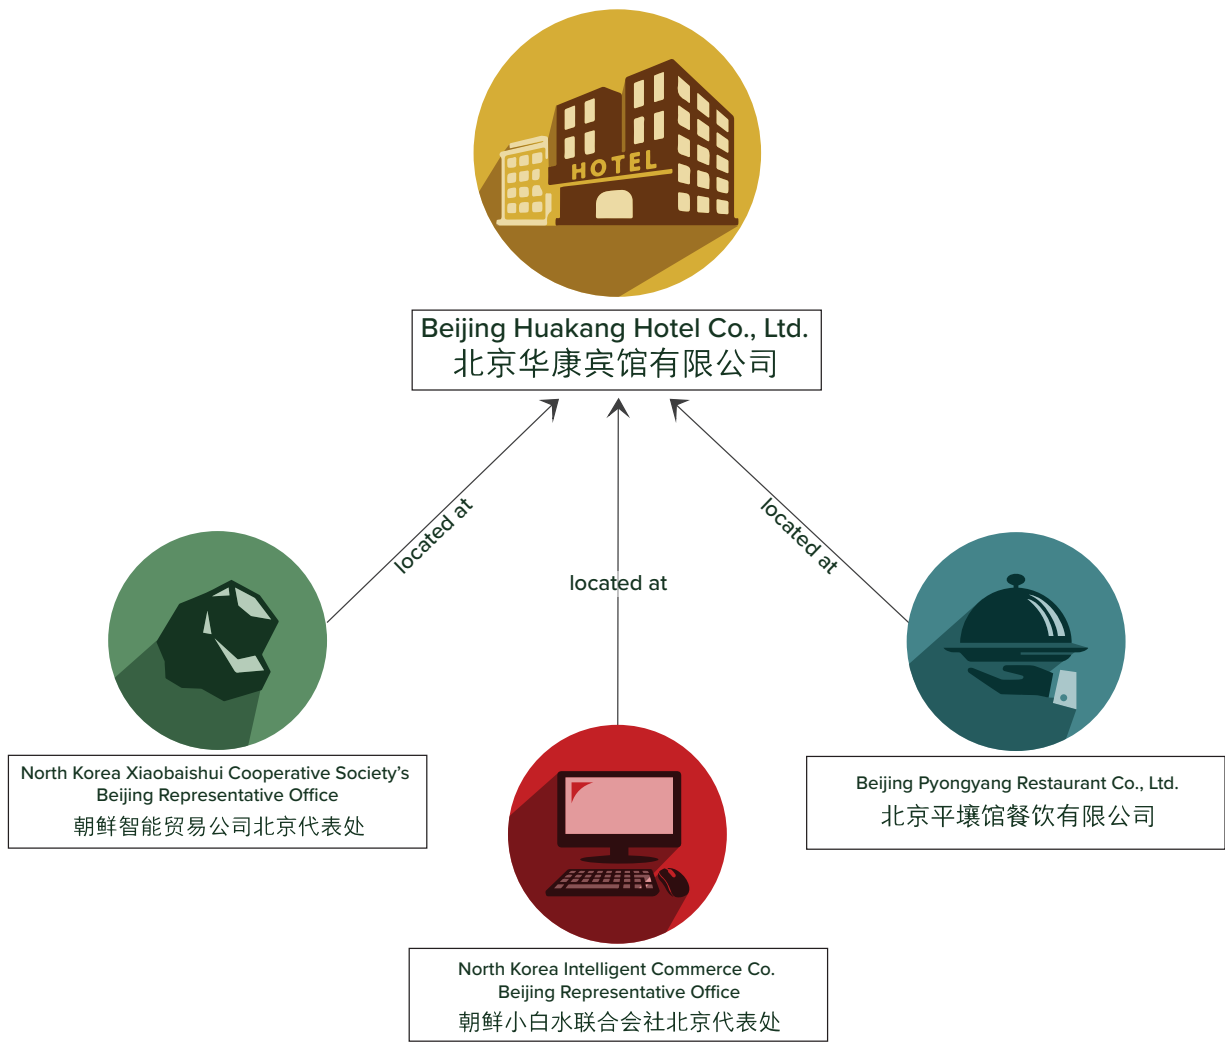 HOTEL
Beijing Huakang Hotel Co., Ltd.
北京华康宾馆有限公司
located at
located at
located at
North Korea Xiaobaishui Cooperative Society’s
Beijing Representative Office
朝鲜智能贸易公司北京代表处
Beijing Pyongyang Restaurant Co., Ltd.
北京平壤馆餐饮有限公司
North Korea Intelligent Commerce Co.
Beijing Representative Office
朝鲜小白水联合会社北京代表处